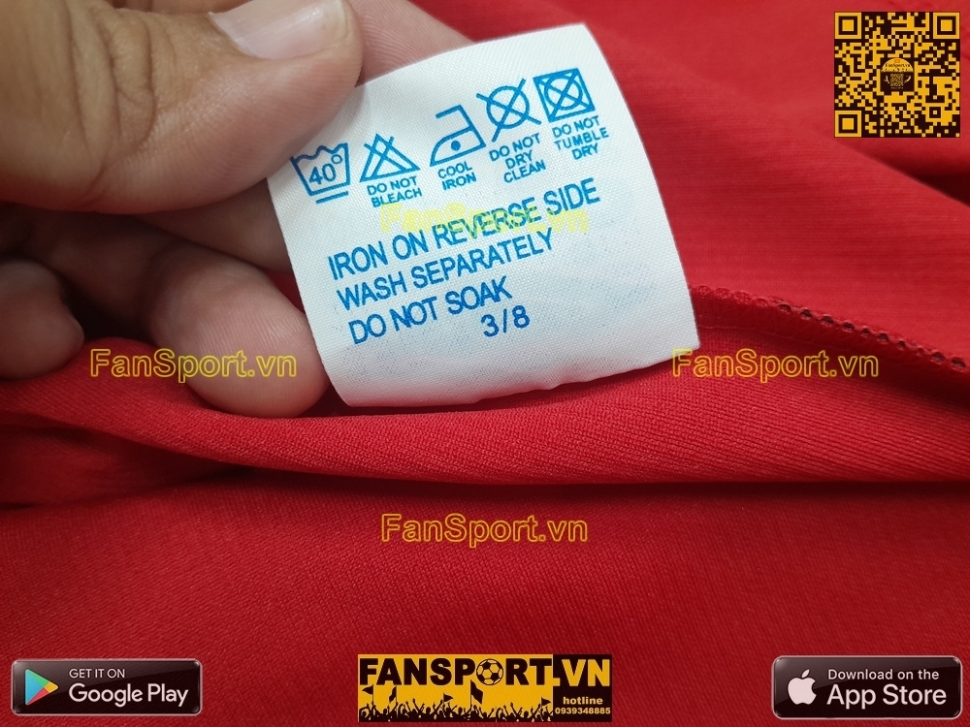 FanSport.vn
40°
DO NOT BLEACH
COOL IRON
DO NOT DRY CLEAN
DO NOT TUMBLE DRY
FanSport.vn
IRON ON REVERSE SIDE
WASH SEPARATELY
DO NOT SOAK
3/8
FanSport.vn
FanSport.vn
FanSport.vn
GET IT ON
Google Play
FANSPORT.VN
hotline
0939348885
Download on the
App Store